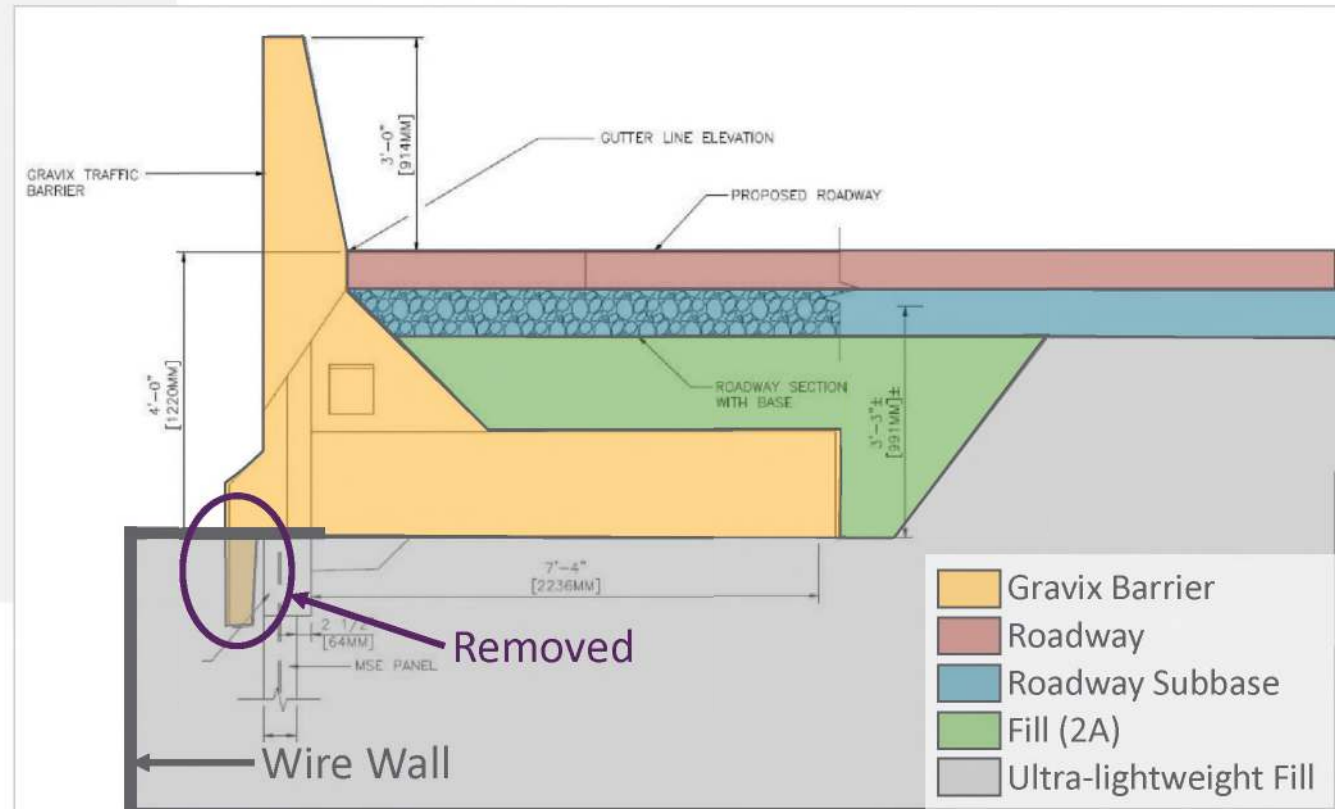 3'-0"
[914MM]
GUTTER LINE ELEVATION
GRAVIX TRAFFIC
BARRIER
PROPOSED ROADWAY
4'-0"
[1220MM]
ROADWAY SECTION
WITH BASE
3'-3"±
[991MM]±
7'-4"
[2236MM]
2 1/2"
[64MM]
Removed
MSE PANEL
Wire Wall
Gravix Barrier
Roadway
Roadway Subbase
Fill (2A)
Ultra-lightweight Fill